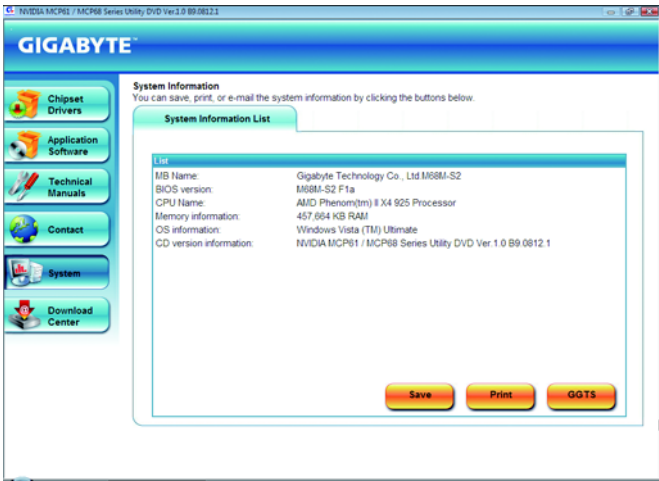 NVIDIA MCP61 / MCP68 Series Utility DVD Ver.1.0 B9.0812.1
GIGABYTE™
Chipset
Drivers
Application
Software
Technical
Manuals
Contact
System
Download
Center
System Information
You can save, print, or e-mail the system information by clicking the buttons below.
System Information List
List
MB Name: Gigabyte Technology Co., Ltd.M68M-S2
BIOS version: M68M-S2 F1a
CPU Name: AMD Phenom(tm) II X4 925 Processor
Memory information: 457,664 KB RAM
OS information: Windows Vista (TM) Ultimate
CD version information: NVIDIA MCP61 / MCP68 Series Utility DVD Ver.1.0 B9.0812.1
Save Print GGTS